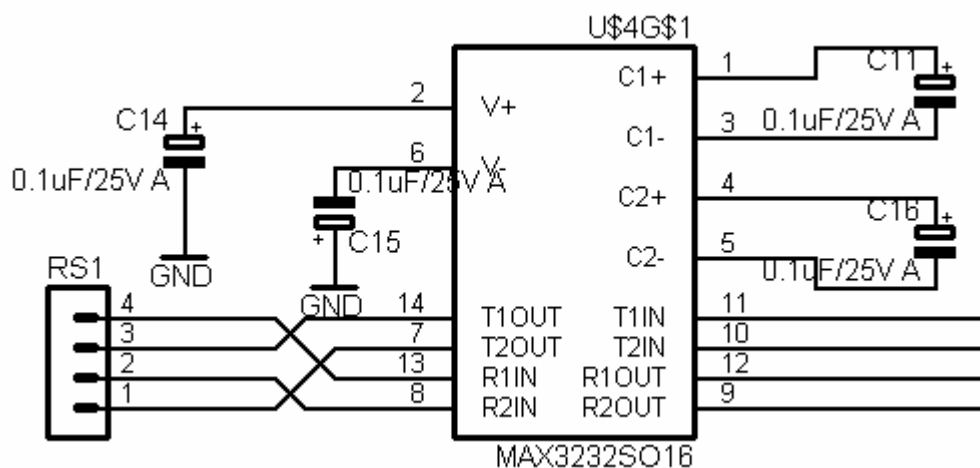 U$4G$1
C14
0.1uF/25V A
GND
2
V+
6
V-
0.1uF/25V A
C15
GND
C1+
1
C11
C1-
3
0.1uF/25V A
C2+
4
C16
C2-
5
0.1uF/25V A
RS1
4
3
2
1
14
T1OUT
7
T2OUT
13
R1IN
8
R2IN
T1IN
11
T2IN
10
R1OUT
12
R2OUT
9
MAX3232SO16